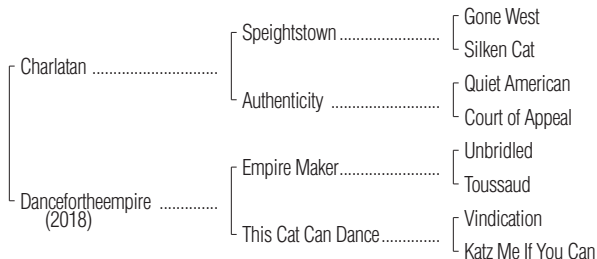 Gone West
Speightstown
Silken Cat
Charlatan
Quiet American
Authenticity
Court of Appeal
Unbridled
Empire Maker
Toussaud
Dancefortheempire
(2018)
Vindication
This Cat Can Dance
Katz Me If You Can